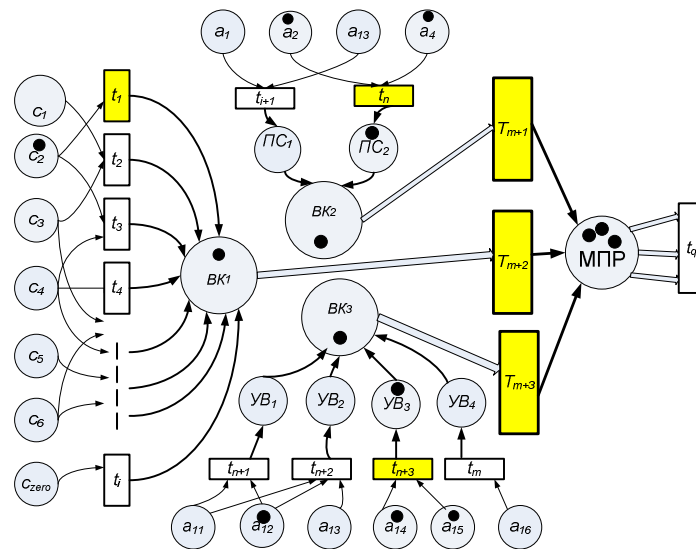 a1 a2 a13 a4
ti+1 tn
ПС1 ПС2
ВК2
c1 c2 c3 c4 c5 c6 czero
t1 t2 t3 t4 ti
ВК1
Tm+1
Tm+2
Tm+3
МПР
tq
ВК3
УВ1 УВ2 УВ3 УВ4
tn+1 tn+2 tn+3 tm
a11 a12 a13 a14 a15 a16